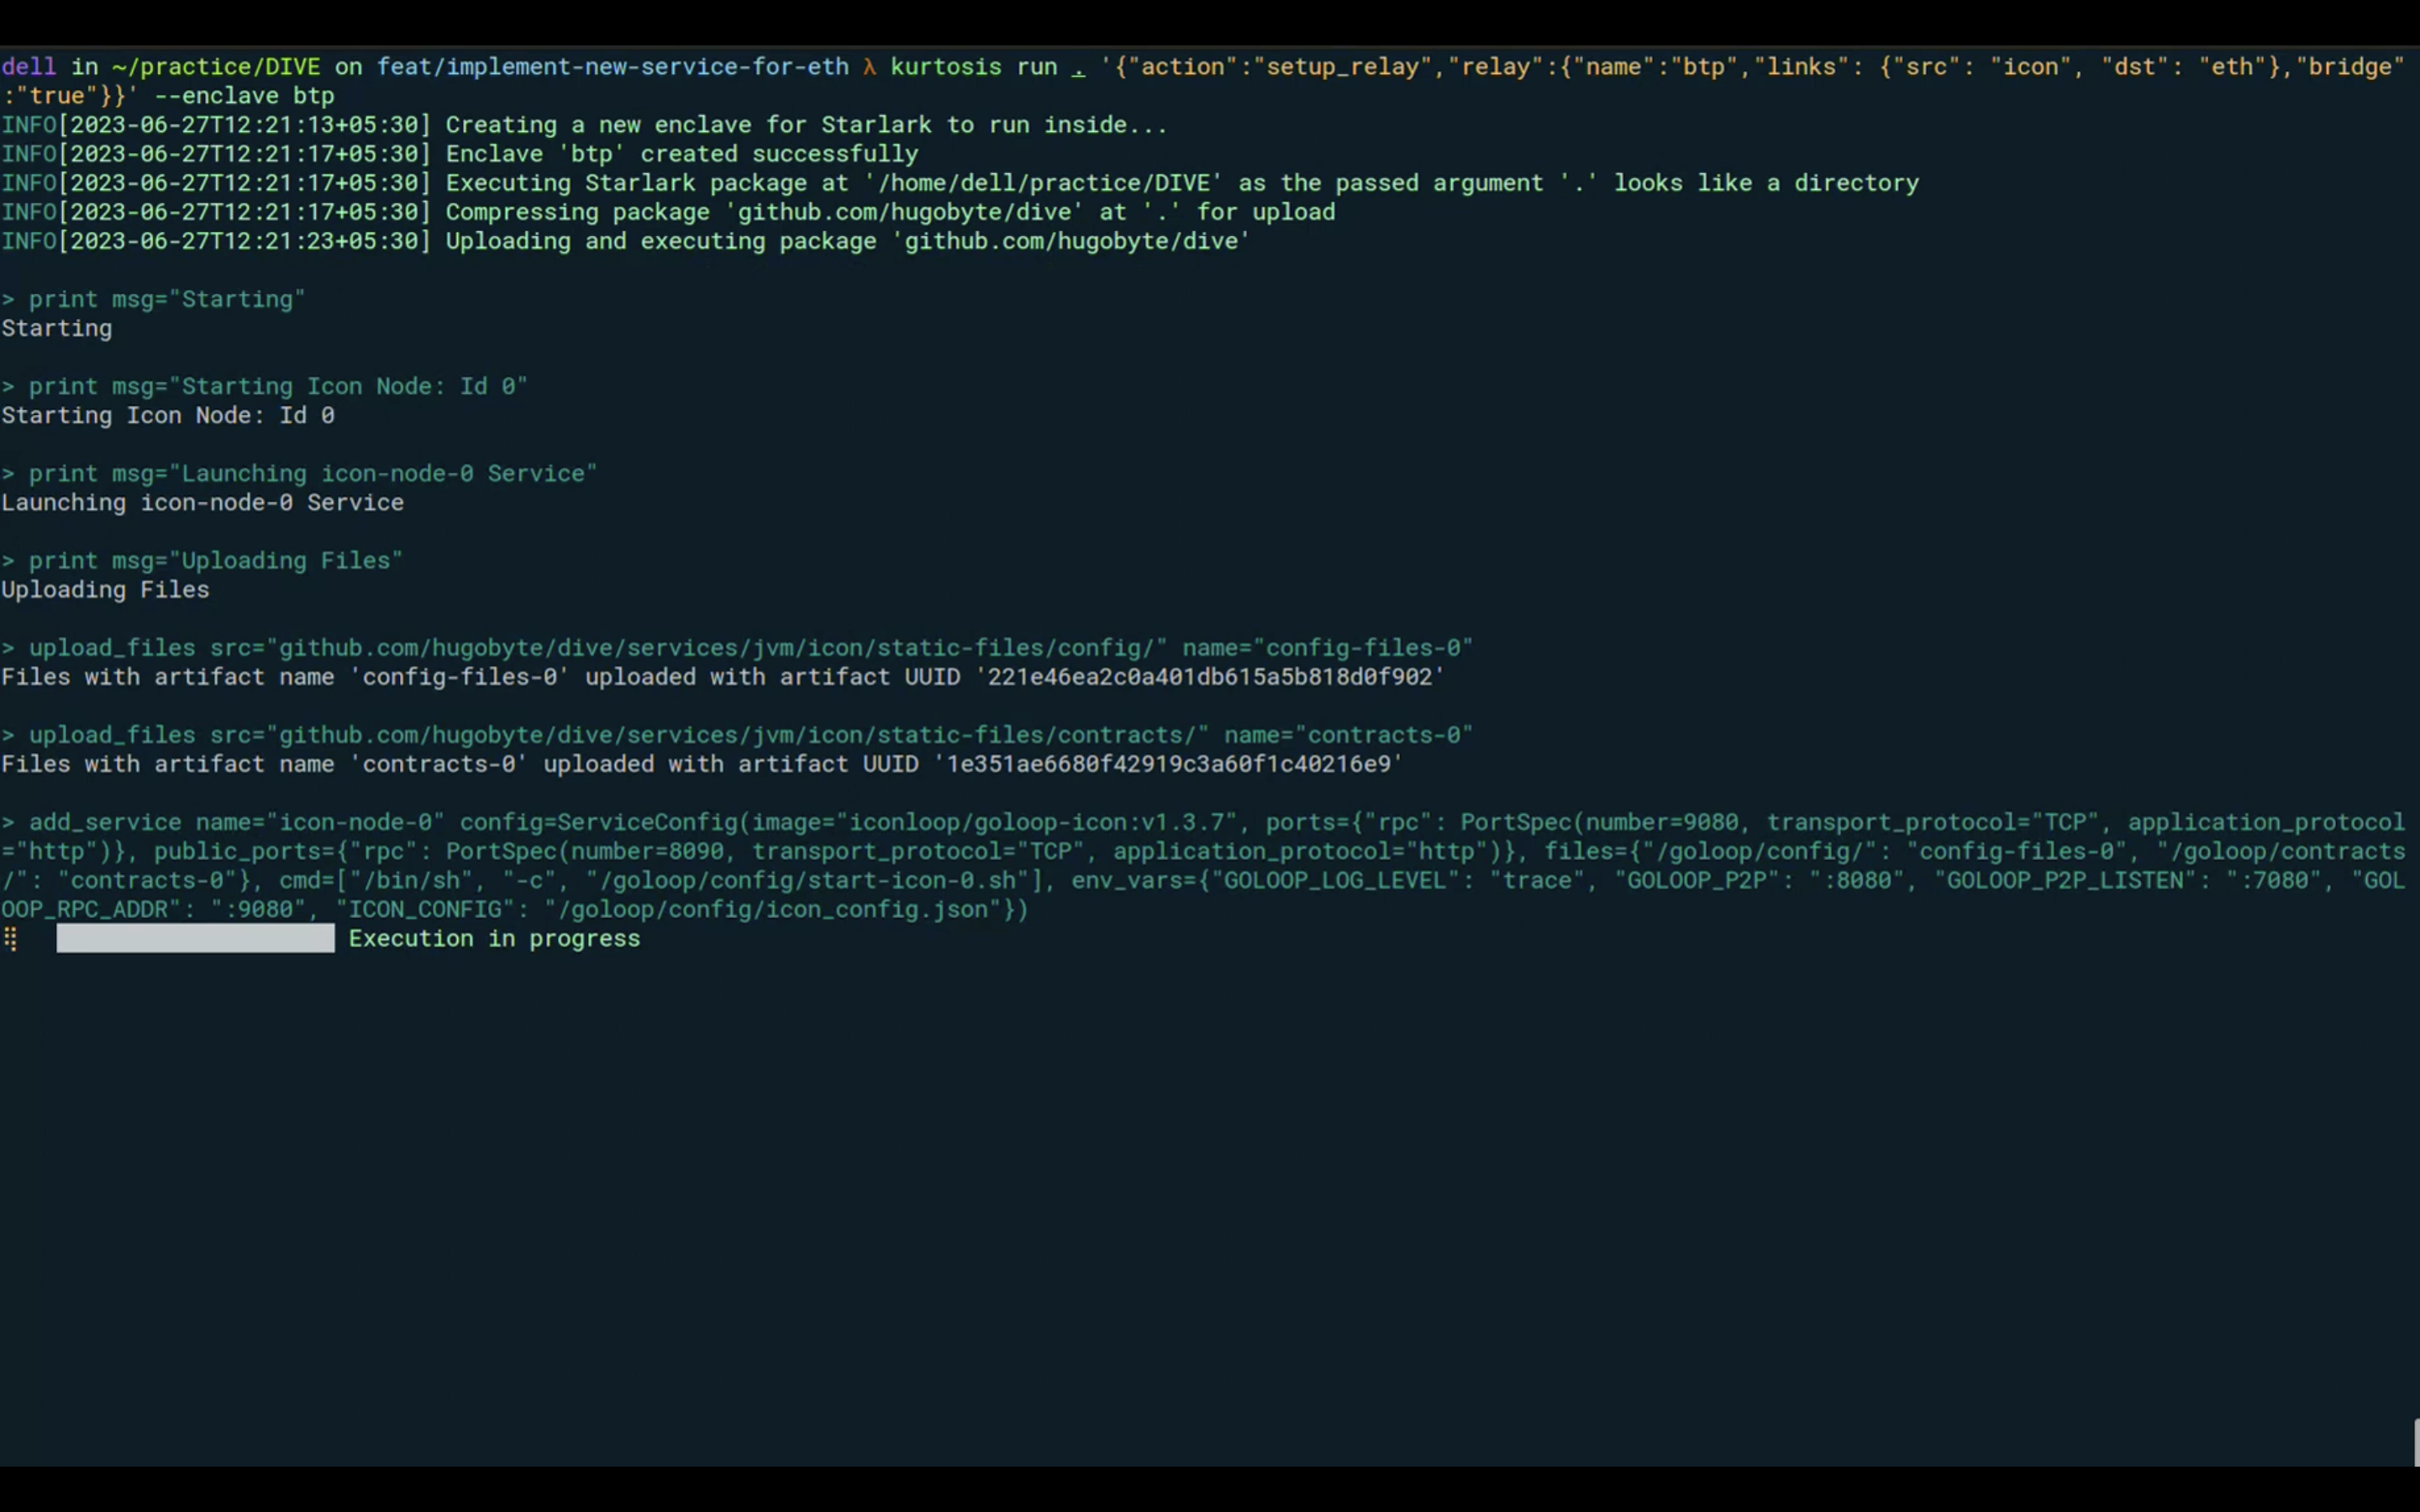 dell in ~/practice/DIVE on feat/implement-new-service-for-eth λ kurtosis run . '{"action":"setup_relay","relay":{"name":"btp","links": {"src": "icon", "dst": "eth"},"bridge"
:"true"}}' --enclave btp
INFO[2023-06-27T12:21:13+05:30] Creating a new enclave for Starlark to run inside...
INFO[2023-06-27T12:21:17+05:30] Enclave 'btp' created successfully
INFO[2023-06-27T12:21:17+05:30] Executing Starlark package at '/home/dell/practice/DIVE' as the passed argument '.' looks like a directory
INFO[2023-06-27T12:21:17+05:30] Compressing package 'github.com/hugobyte/dive' at '.' for upload
INFO[2023-06-27T12:21:23+05:30] Uploading and executing package 'github.com/hugobyte/dive'
> print msg="Starting"
Starting
> print msg="Starting Icon Node: Id 0"
Starting Icon Node: Id 0
> print msg="Launching icon-node-0 Service"
Launching icon-node-0 Service
> print msg="Uploading Files"
Uploading Files
> upload_files src="github.com/hugobyte/dive/services/jvm/icon/static-files/config/" name="config-files-0"
Files with artifact name 'config-files-0' uploaded with artifact UUID '221e46ea2c0a401db615a5b818d0f902'
> upload_files src="github.com/hugobyte/dive/services/jvm/icon/static-files/contracts/" name="contracts-0"
Files with artifact name 'contracts-0' uploaded with artifact UUID '1e351ae6680f42919c3a60f1c40216e9'
> add_service name="icon-node-0" config=ServiceConfig(image="iconloop/goloop-icon:v1.3.7", ports={"rpc": PortSpec(number=9080, transport_protocol="TCP", application_protocol
="http")}, public_ports={"rpc": PortSpec(number=8090, transport_protocol="TCP", application_protocol="http")}, files={"/goloop/config/": "config-files-0", "/goloop/contracts
/": "contracts-0"}, cmd=["/bin/sh", "-c", "/goloop/config/start-icon-0.sh"], env_vars={"GOLOOP_LOG_LEVEL": "trace", "GOLOOP_P2P": ":8080", "GOLOOP_P2P_LISTEN": ":7080", "GOL
OOP_RPC_ADDR": ":9080", "ICON_CONFIG": "/goloop/config/icon_config.json"})
Execution in progress